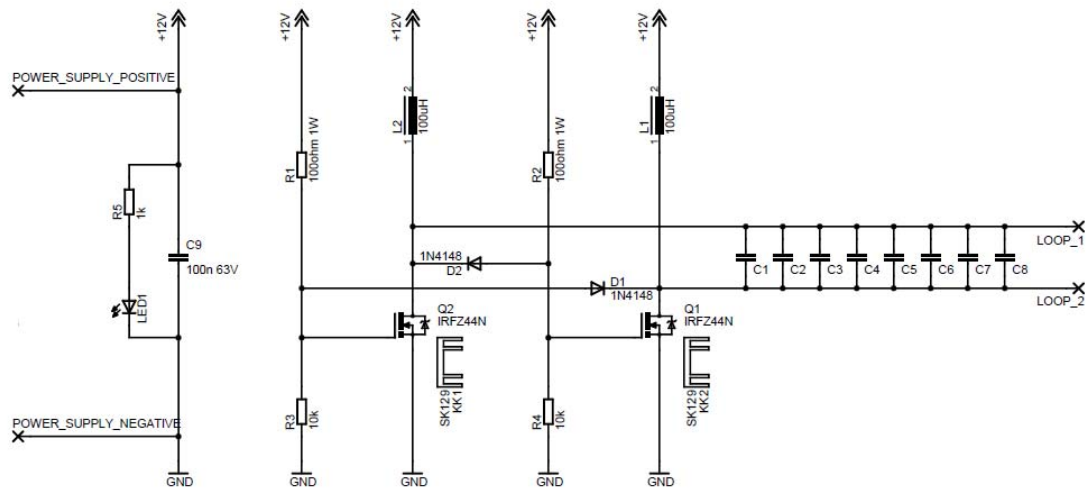 +12V
+12V
+12V
+12V
+12V
POWER_SUPPLY_POSITIVE
L2
1
2
100uH
L1
1
2
100uH
R1
100ohm 1W
R2
100ohm 1W
R5
1k
C9
100n 63V
LED1
LOOP_1
1N4148
D2
D1
1N4148
C1
C2
C3
C4
C5
C6
C7
C8
LOOP_2
Q2
IRFZ44N
Q1
IRFZ44N
SK129
KK1
SK129
KK2
R3
10k
R4
10k
POWER_SUPPLY_NEGATIVE
GND
GND
GND
GND
GND